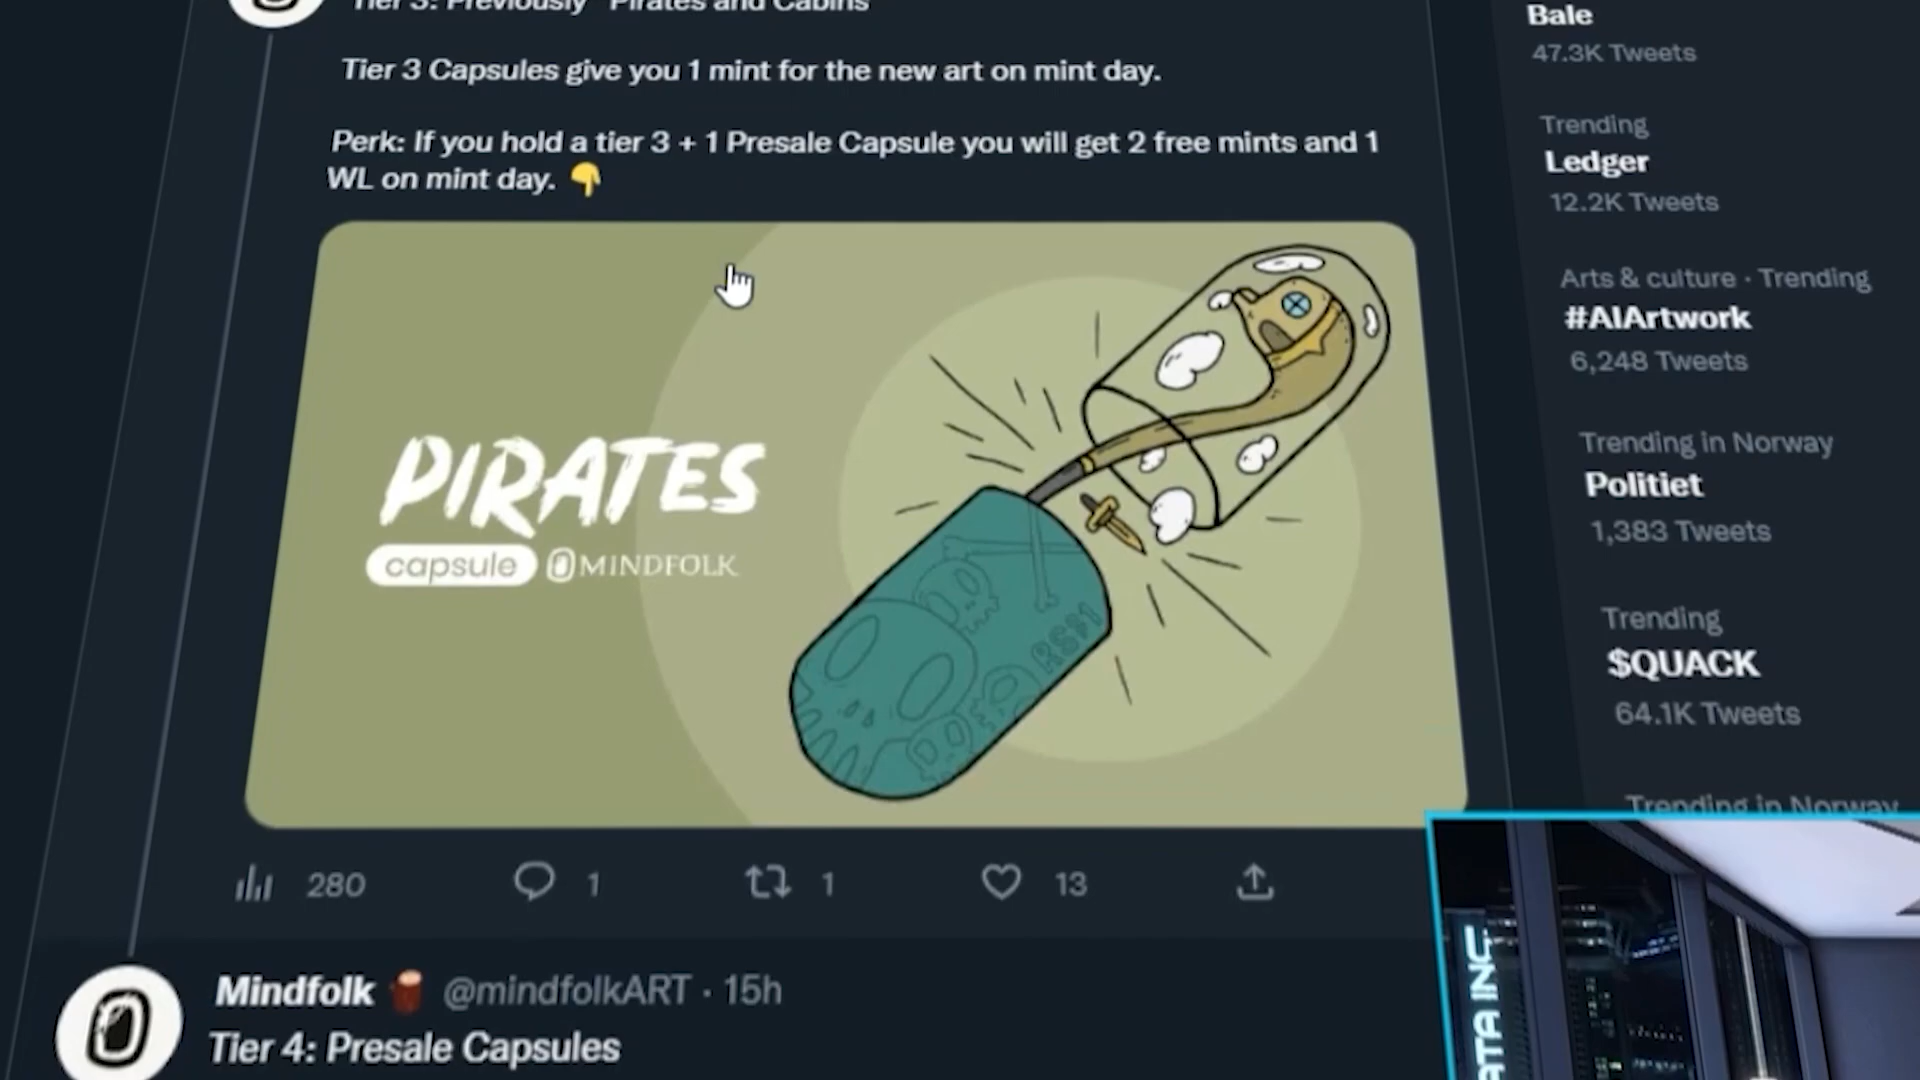 Tier 3: Previously "Pirates and Cabins"
Tier 3 Capsules give you 1 mint for the new art on mint day.
Perk: If you hold a tier 3 + 1 Presale Capsule you will get 2 free mints and 1
WL on mint day. 👇
PIRATES
capsule MINDFOLK
280 1 1 13
Mindfolk 🪵 @mindfolkART · 15h
Tier 4: Presale Capsules
Bale
47.3K Tweets
Trending
Ledger
12.2K Tweets
Arts & culture · Trending
#AIArtwork
6,248 Tweets
Trending in Norway
Politiet
1,383 Tweets
Trending
$QUACK
64.1K Tweets
Trending in Norway
ATA INC